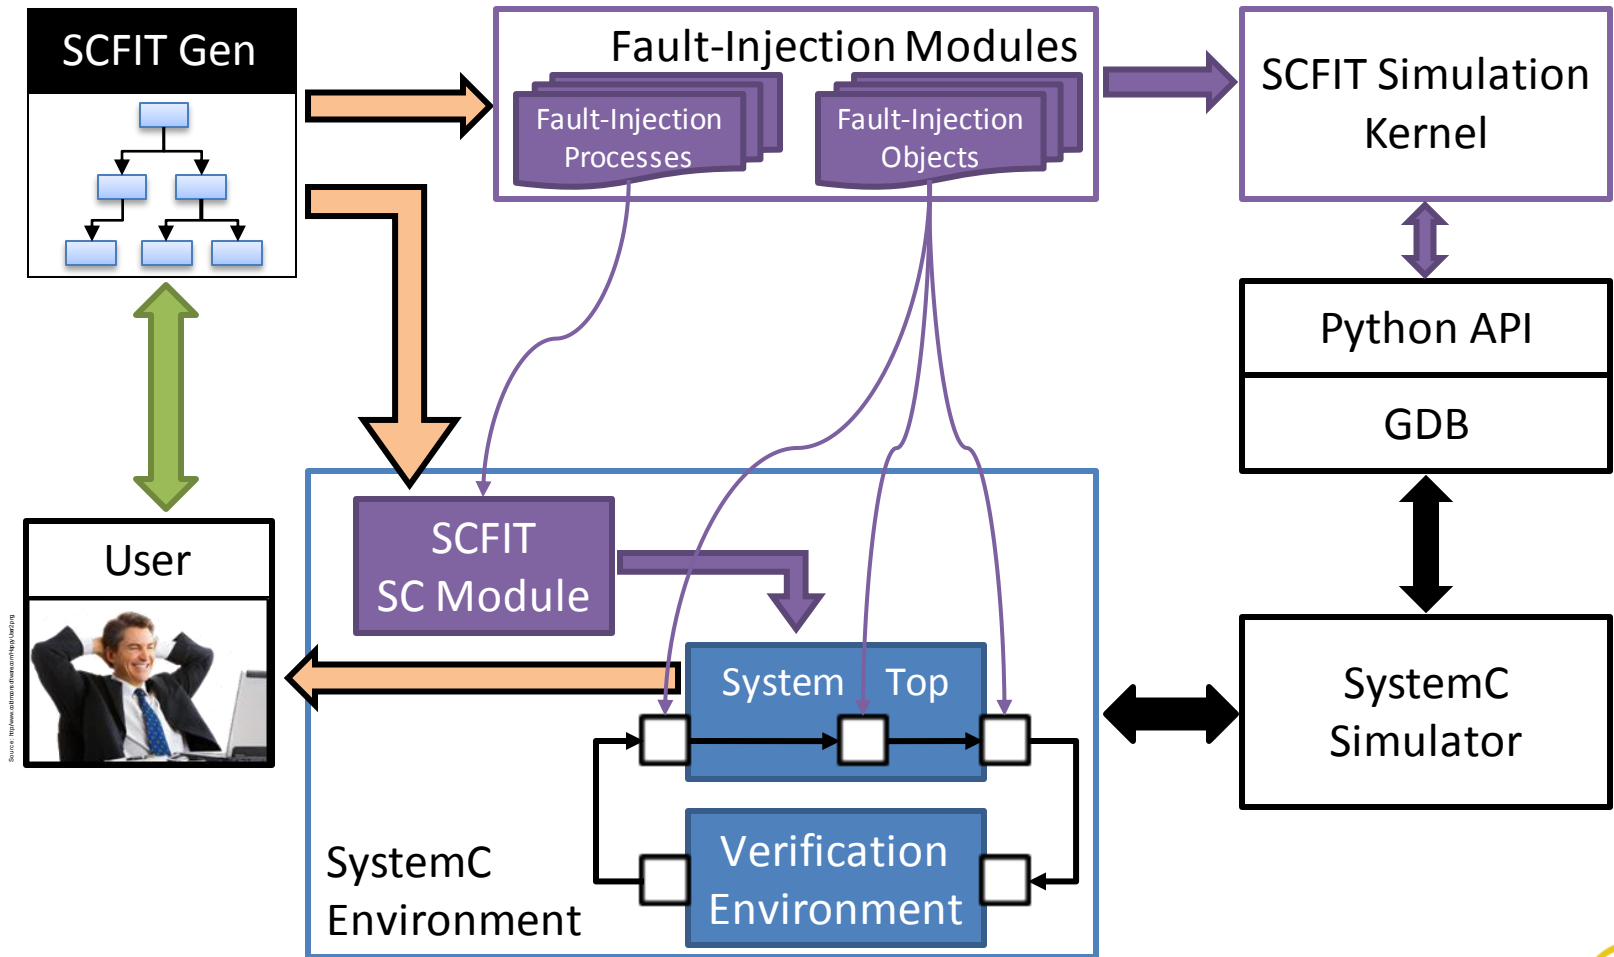 SCFIT Gen
Fault-Injection Modules
Fault-Injection
Processes
Fault-Injection
Objects
SCFIT Simulation
Kernel
Python API
GDB
User
SCFIT
SC Module
System Top
SystemC
Simulator
Verification
Environment
SystemC
Environment